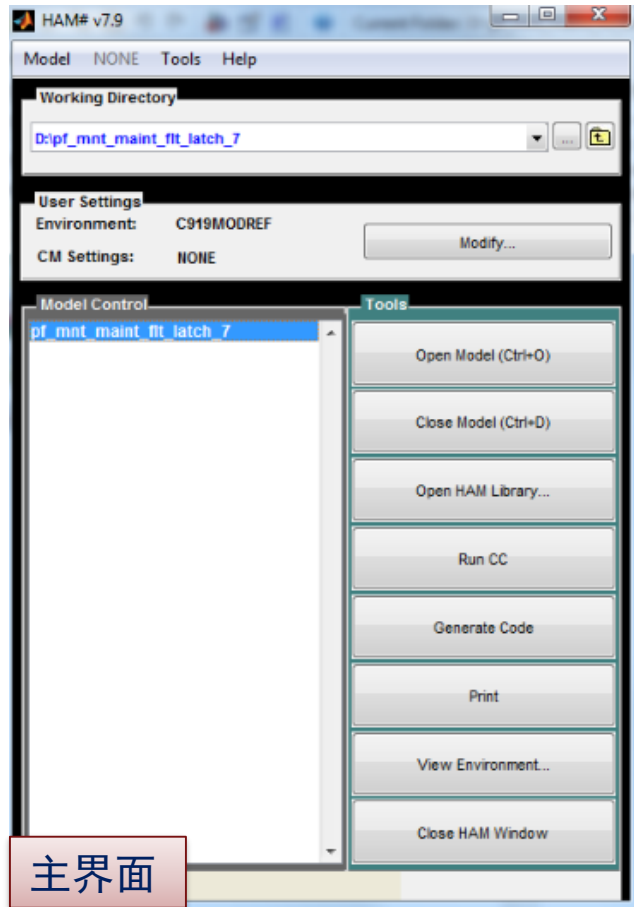 HAM# v7.9
Model NONE Tools Help
Working Directory
D:\pf_mnt_maint_flt_latch_7
...
User Settings
Environment: C919MODREF
Modify...
CM Settings: NONE
Model Control
Tools
pf_mnt_maint_flt_latch_7
Open Model (Ctrl+O)
Close Model (Ctrl+D)
Open HAM Library...
Run CC
Generate Code
Print
View Environment...
Close HAM Window
主界面